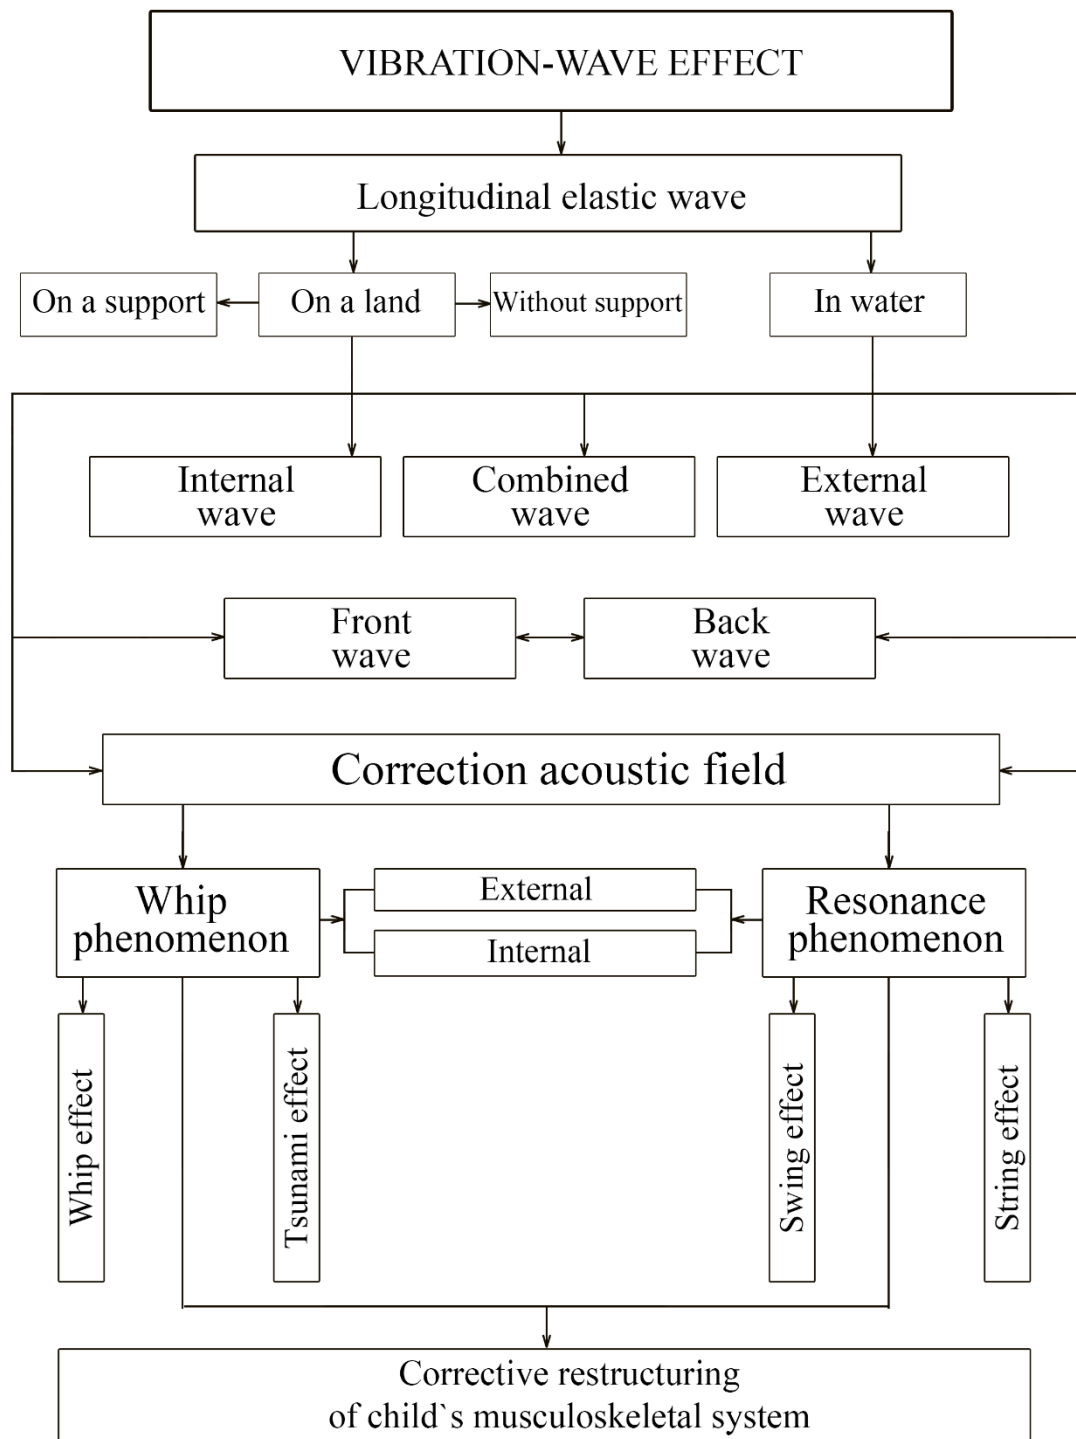 VIBRATION-WAVE EFFECT
Longitudinal elastic wave
On a support
On a land
Without support
In water
Internal
wave
Combined
wave
External
wave
Front
wave
Back
wave
Correction acoustic field
Whip
phenomenon
External
Internal
Resonance
phenomenon
Whip effect
Tsunami effect
Swing effect
String effect
Corrective restructuring
of child`s musculoskeletal system